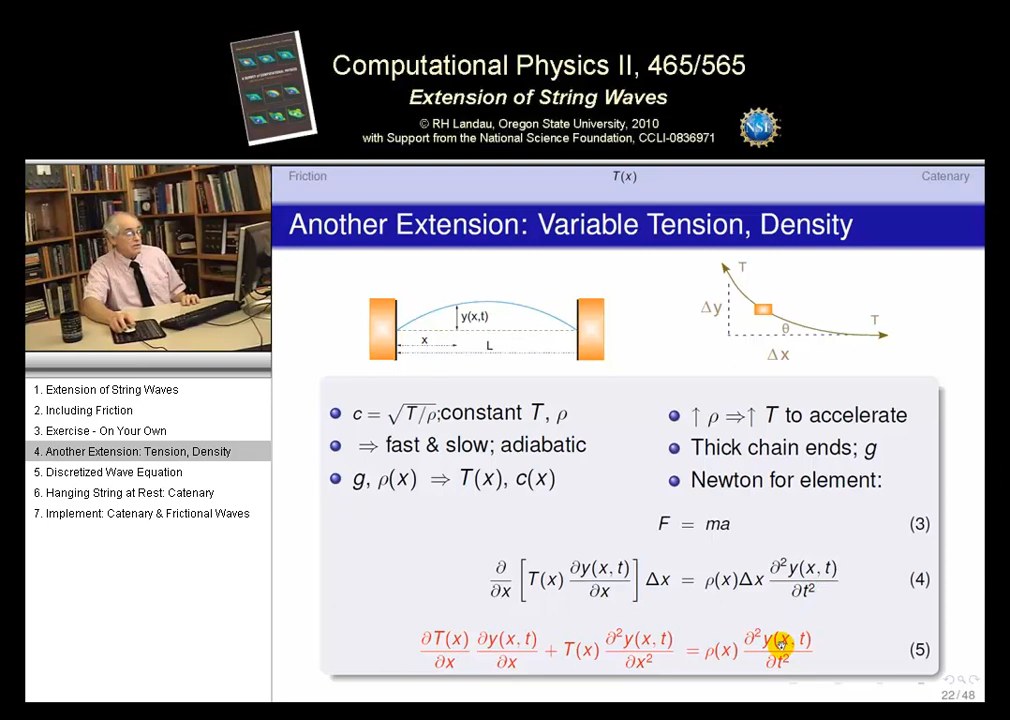 Computational Physics II, 465/565
Extension of String Waves
© RH Landau, Oregon State University, 2010
with Support from the National Science Foundation, CCLI-0836971
NSF
Friction T(x) Catenary
Another Extension: Variable Tension, Density
y(x,t)
x
L
T
Δy
θ
T
Δx
c = √T/ρ;constant T, ρ
⇒ fast & slow; adiabatic
g, ρ(x) ⇒ T(x), c(x)
↑ ρ ⇒↑ T to accelerate
Thick chain ends; g
Newton for element:
F = ma (3)
∂/∂x [T(x) ∂y(x, t)/∂x] Δx = ρ(x)Δx ∂²y(x, t)/∂t² (4)
∂T(x)/∂x ∂y(x, t)/∂x + T(x) ∂²y(x, t)/∂x² = ρ(x) ∂²y(x, t)/∂t² (5)
22/48
1. Extension of String Waves
2. Including Friction
3. Exercise - On Your Own
4. Another Extension: Tension, Density
5. Discretized Wave Equation
6. Hanging String at Rest: Catenary
7. Implement: Catenary & Frictional Waves